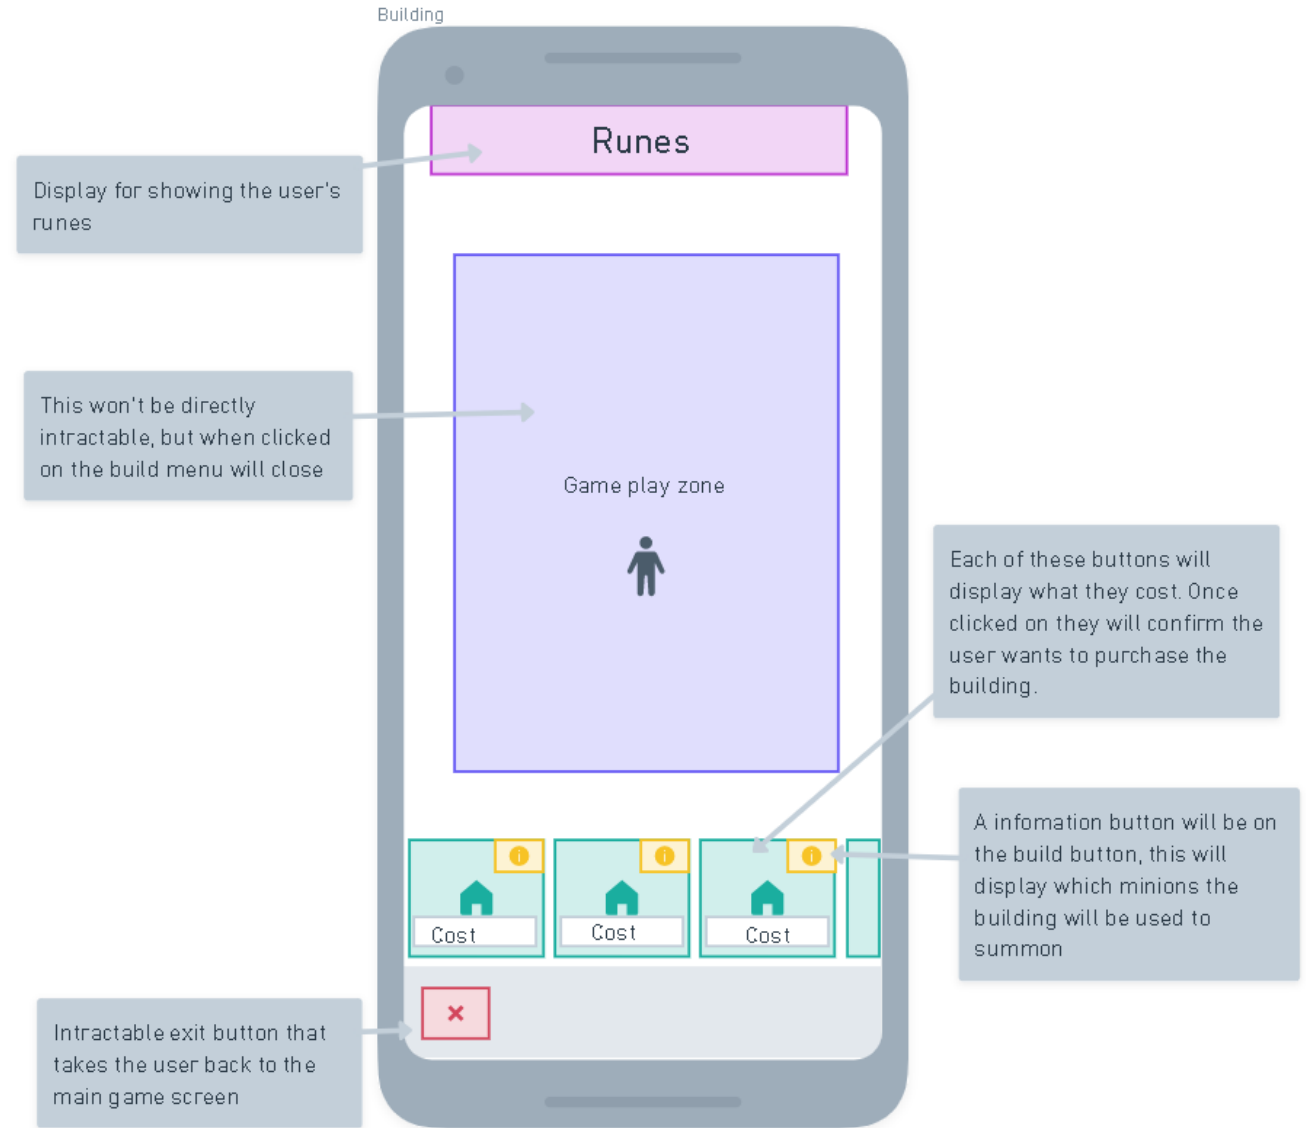 Building
Runes
Display for showing the user's
runes
This won't be directly
intractable, but when clicked
on the build menu will close
Game play zone
Each of these buttons will
display what they cost. Once
clicked on they will confirm the
user wants to purchase the
building.
A infomation button will be on
the build button, this will
display which minions the
building will be used to
summon
Cost
Cost
Cost
Intractable exit button that
takes the user back to the
main game screen